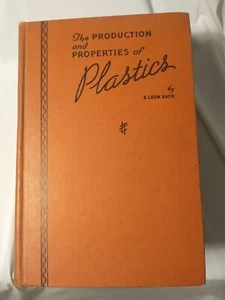 The PRODUCTION
and
PROPERTIES of
Plastics
by
S. LEON KAYE